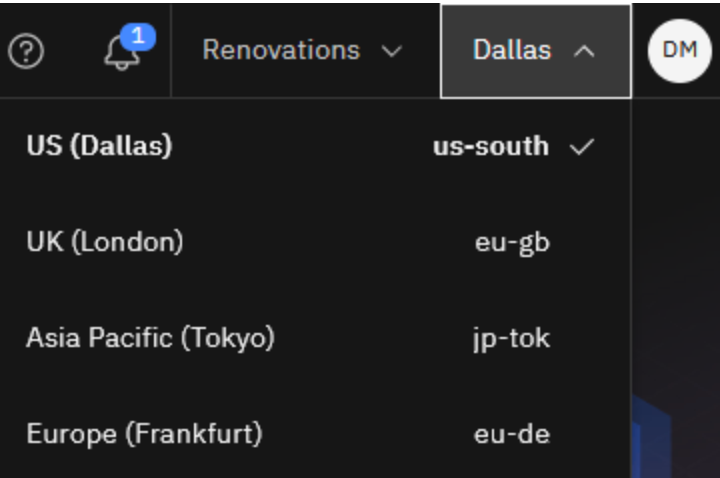 1
Renovations
Dallas
DM
US (Dallas) us-south
UK (London) eu-gb
Asia Pacific (Tokyo) jp-tok
Europe (Frankfurt) eu-de